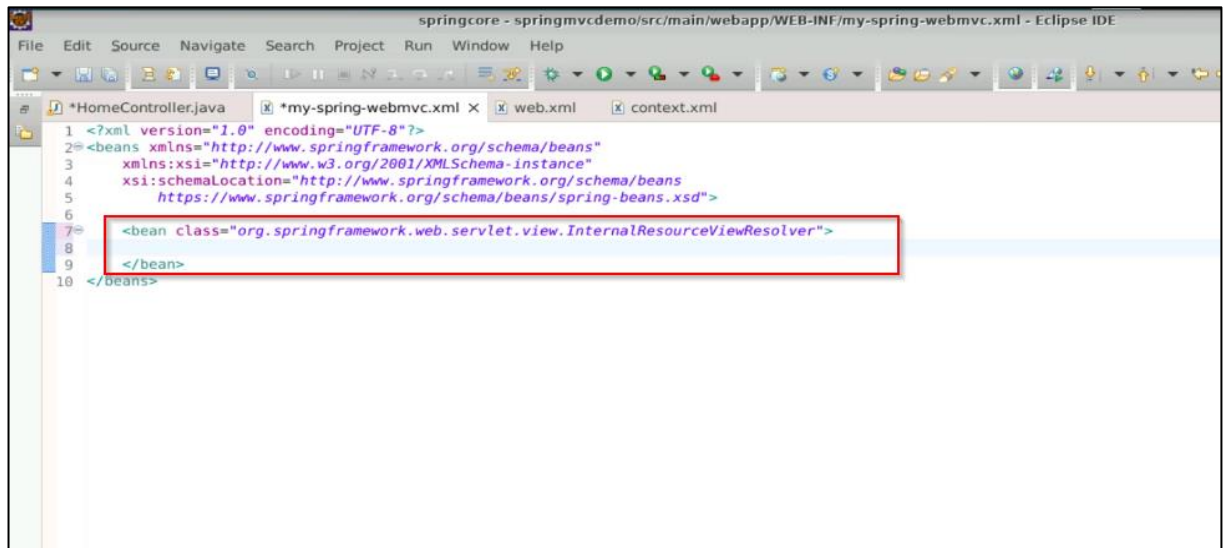 springcore - springmvcdemo/src/main/webapp/WEB-INF/my-spring-webmvc.xml - Eclipse IDE
File Edit Source Navigate Search Project Run Window Help
*HomeController.java *my-spring-webmvc.xml web.xml context.xml
1 <?xml version="1.0" encoding="UTF-8"?>
2 <beans xmlns="http://www.springframework.org/schema/beans"
3 xmlns:xsi="http://www.w3.org/2001/XMLSchema-instance"
4 xsi:schemaLocation="http://www.springframework.org/schema/beans
5 https://www.springframework.org/schema/beans/spring-beans.xsd">
6
7 <bean class="org.springframework.web.servlet.view.InternalResourceViewResolver">
8
9 </bean>
10 </beans>